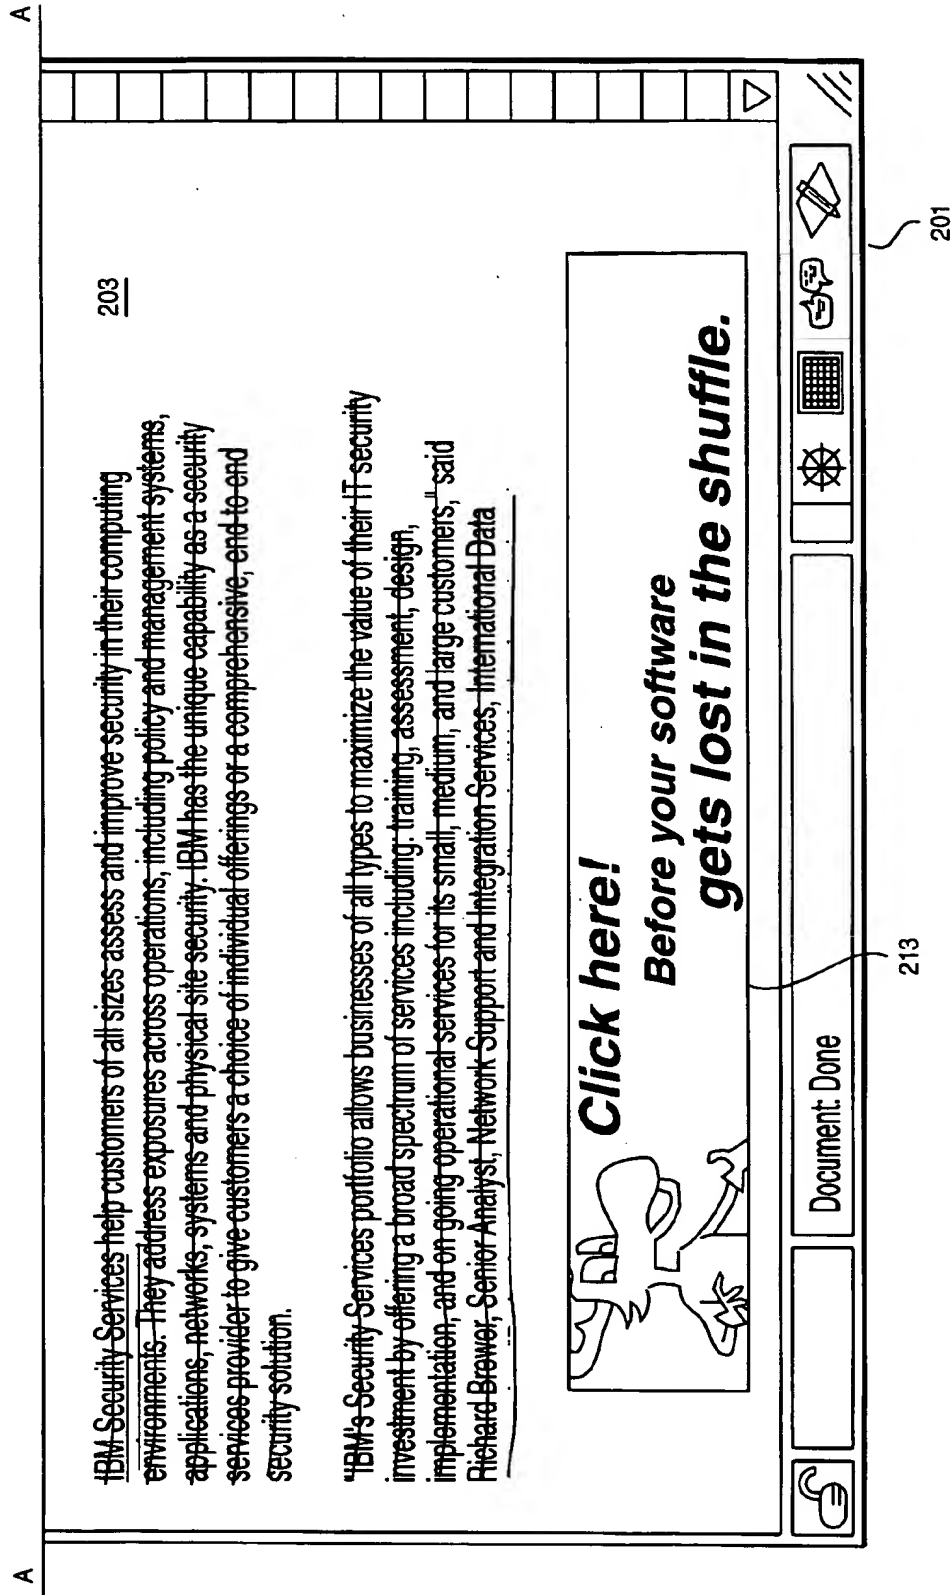 A A
203
IBM Security Services help customers of all sizes assess and improve security in their computing
environments. They address exposures across operations, including policy and management systems,
applications, networks, systems and physical site security. IBM has the unique capability as a security
services provider to give customers a choice of individual offerings or a comprehensive, end to end
security solution.
"IBM's Security Services portfolio allows businesses of all types to maximize the value of their IT security
investment by offering a broad spectrum of services including: training, assessment, design,
implementation, and on going operational services for its small, medium, and large customers," said
Richard Brewer, Senior Analyst, Network Support and Integration Services, International Data
Click here!
Before your software
gets lost in the shuffle.
Document: Done
213
201